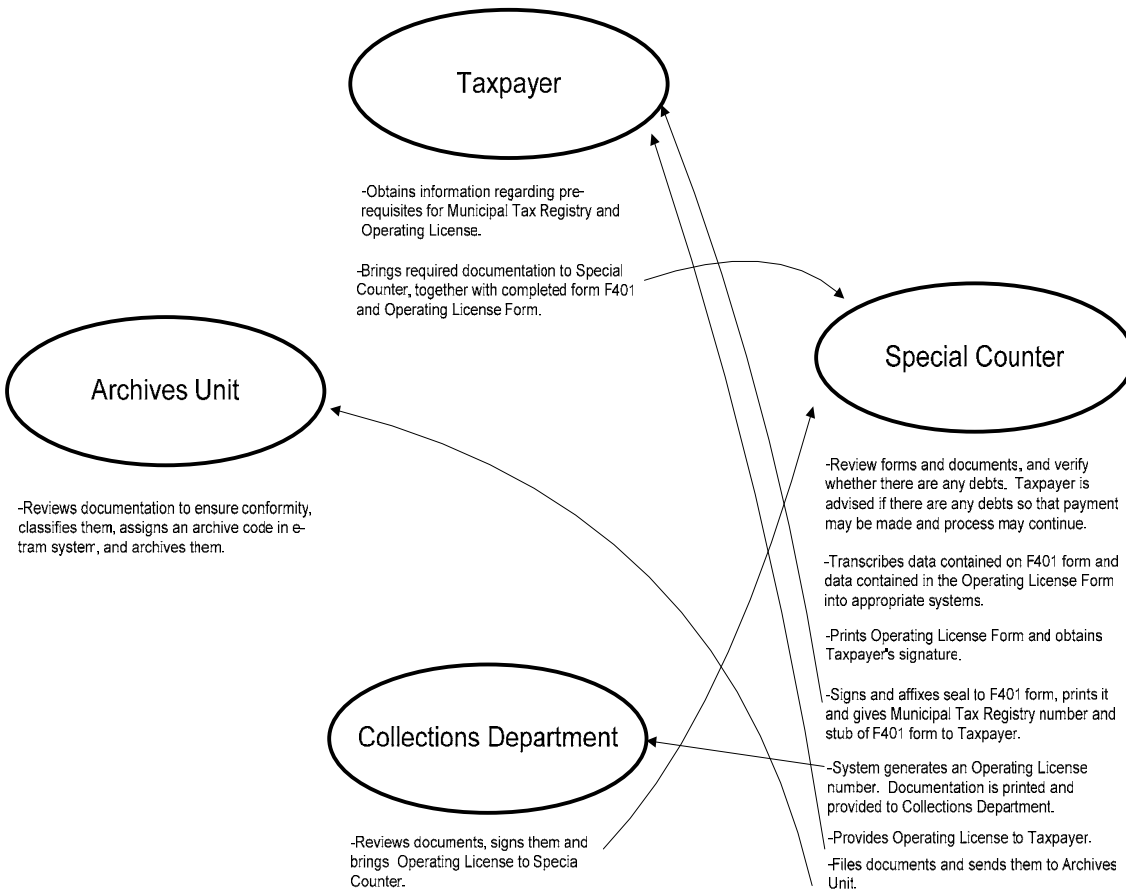 Taxpayer
-Obtains information regarding pre-
requisites for Municipal Tax Registry and
Operating License.
-Brings required documentation to Special
Counter, together with completed form F401
and Operating License Form.
Special Counter
-Review forms and documents, and verify
whether there are any debts. Taxpayer is
advised if there are any debts so that payment
may be made and process may continue.
-Transcribes data contained on F401 form and
data contained in the Operating License Form
into appropriate systems.
-Prints Operating License Form and obtains
Taxpayer's signature.
-Signs and affixes seal to F401 form, prints it
and gives Municipal Tax Registry number and
stub of F401 form to Taxpayer.
-System generates an Operating License
number. Documentation is printed and
provided to Collections Department.
-Provides Operating License to Taxpayer.
-Files documents and sends them to Archives
Unit.
Archives Unit
-Reviews documentation to ensure conformity,
classifies them, assigns an archive code in e-
tram system, and archives them.
Collections Department
-Reviews documents, signs them and
brings Operating License to Specia
Counter.